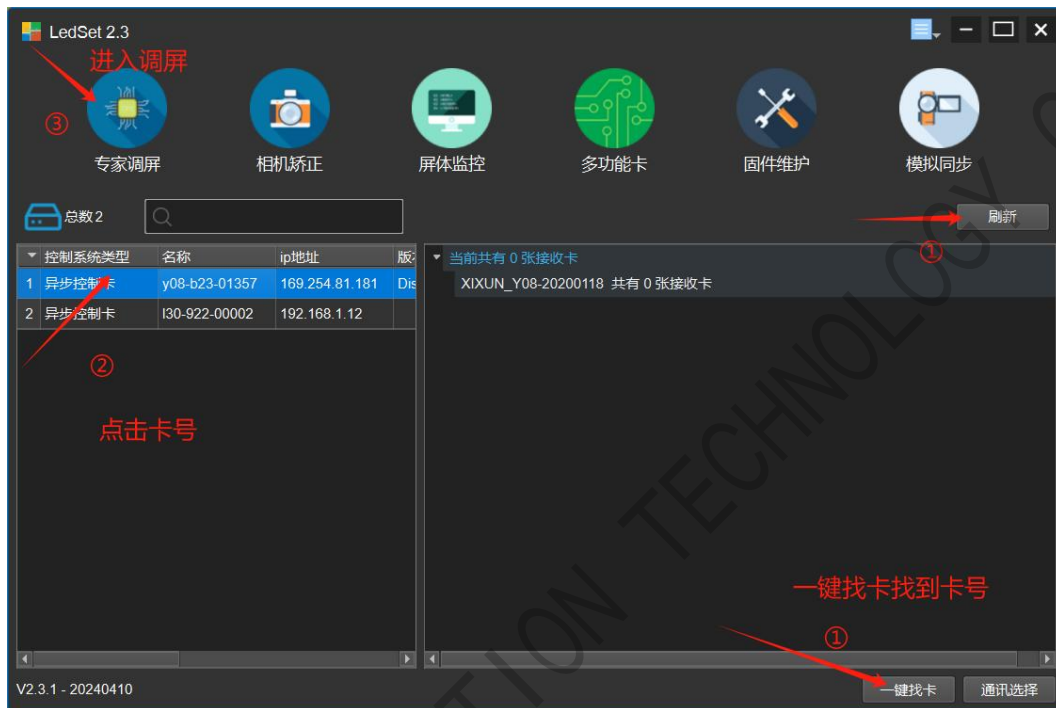 LedSet 2.3
进入调屏
③
专家调屏
相机矫正
屏体监控
多功能卡
固件维护
模拟同步
总数 2
刷新
①
控制系统类型 名称 ip地址
当前共有 0 张接收卡
1 异步控制卡 y08-b23-01357 169.254.81.181 Dis
XIXUN_Y08-20200118 共有 0 张接收卡
2 异步控制卡 l30-922-00002 192.168.1.12
②
点击卡号
一键找卡找到卡号
①
V2.3.1 - 20240410
一键找卡
通讯选择
TION TECHNOLOGY